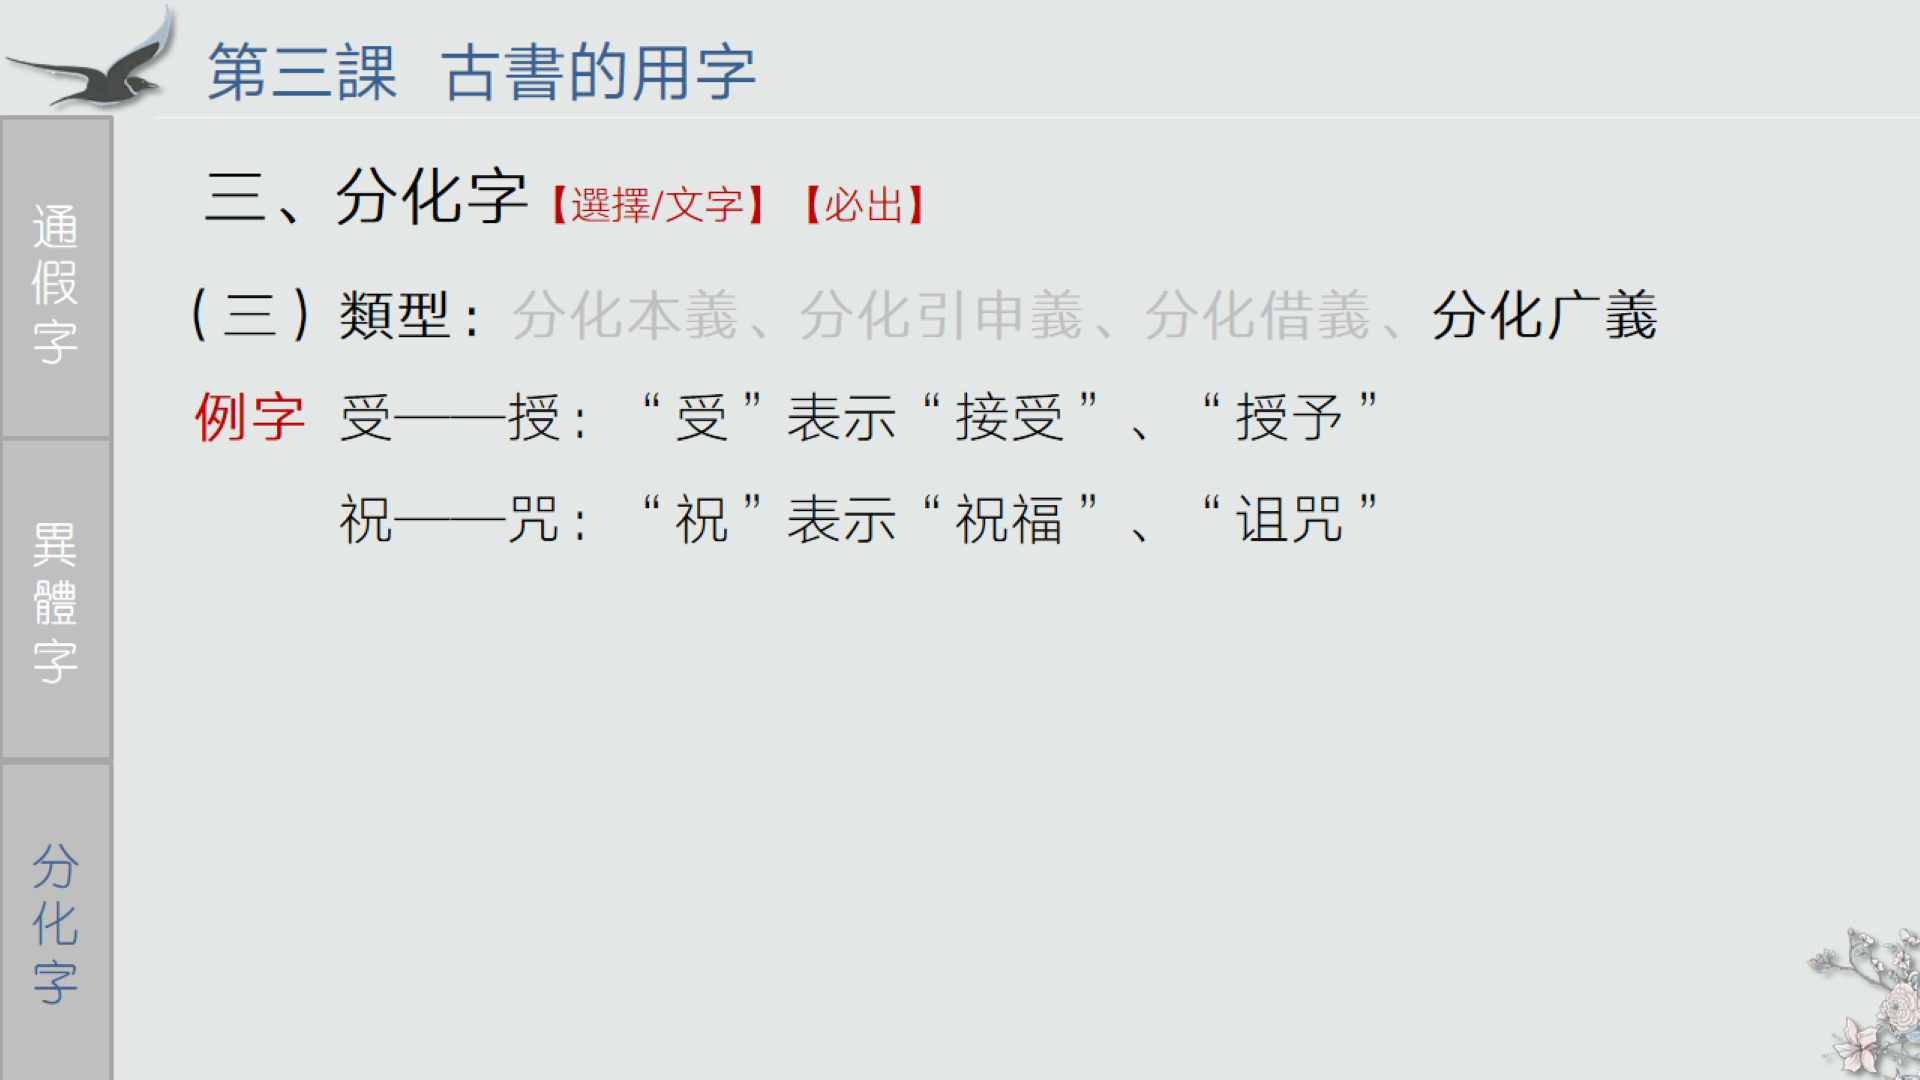 第三課 古書的用字
通假字
異體字
分化字
三、分化字【選擇/文字】【必出】
(三)類型：分化本義、分化引申義、分化借義、分化广義
例字 受——授：“受”表示“接受”、“授予”
祝——咒：“祝”表示“祝福”、“诅咒”